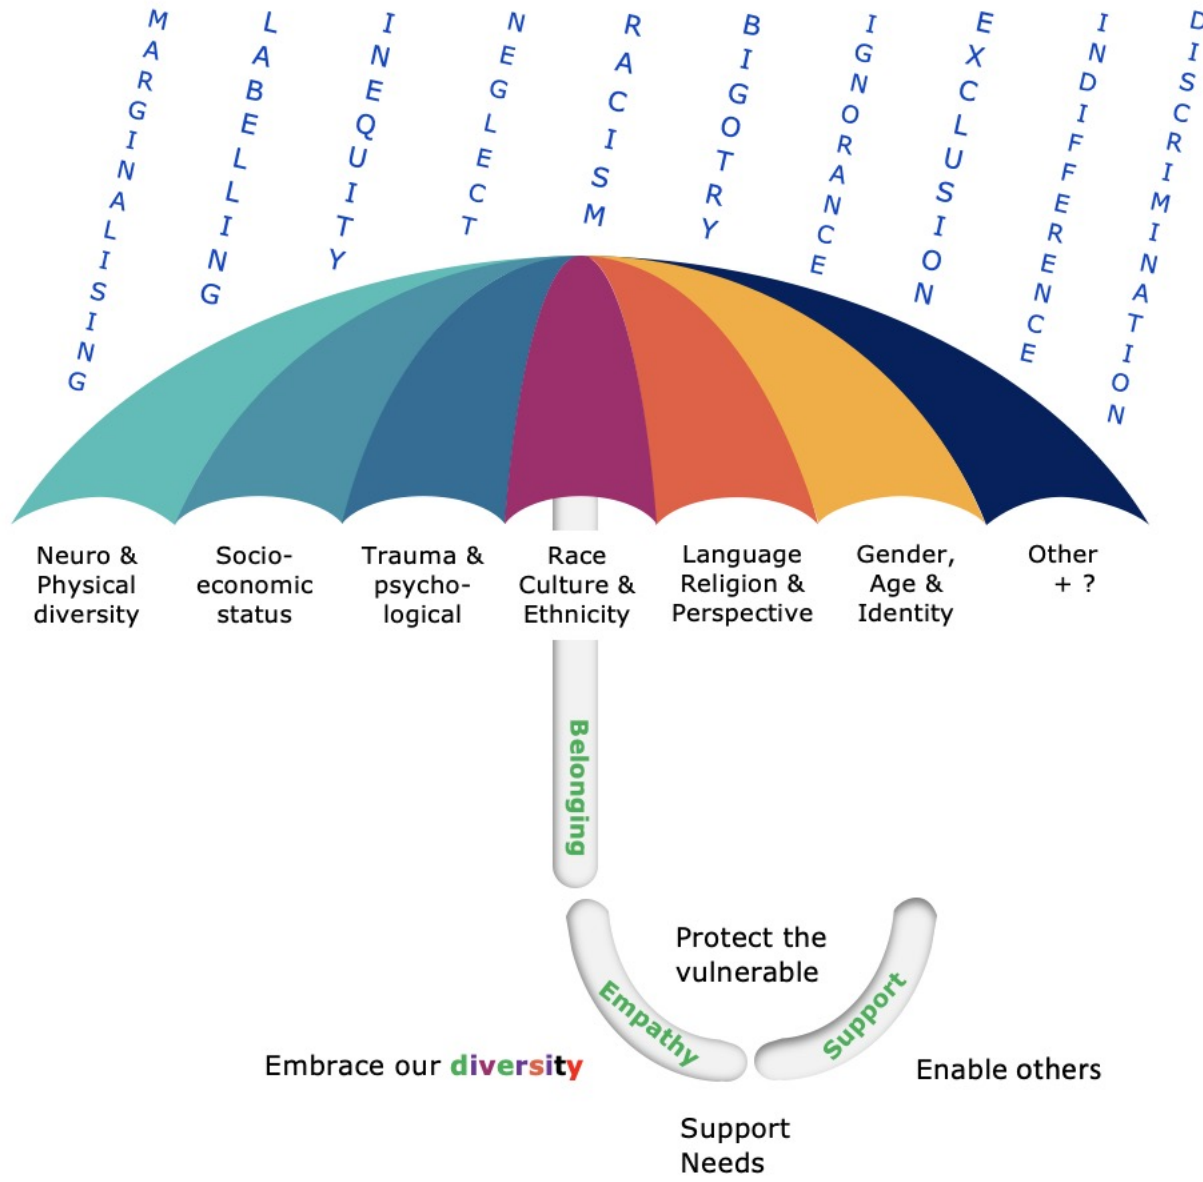 MARGINALISING
LABELLING
INEQUITY
NEGLECT
RACISM
BIGOTRY
IGNORANCE
EXCLUSION
INDIFFERENCE
DISCRIMINATION
Neuro &
Physical
diversity
Socio-
economic
status
Trauma &
psycho-
logical
Race
Culture &
Ethnicity
Language
Religion &
Perspective
Gender,
Age &
Identity
Other
+ ?
Belonging
Protect the
vulnerable
Empathy
Support
Embrace our diversity
Enable others
Support
Needs